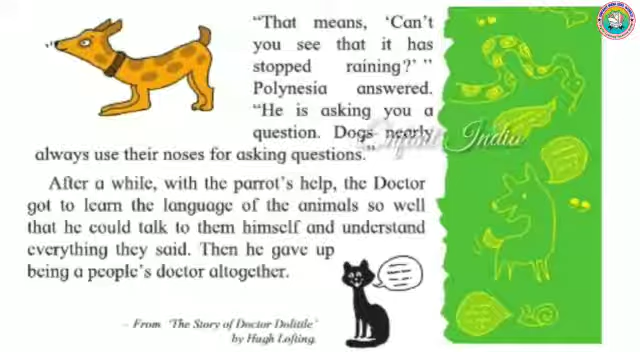 "That means, 'Can't
you see that it has
stopped raining?' "
Polynesia answered.
"He is asking you a
question. Dogs nearly
always use their noses for asking questions."
After a while, with the parrot's help, the Doctor
got to learn the language of the animals so well
that he could talk to them himself and understand
everything they said. Then he gave up
being a people's doctor altogether.
– From 'The Story of Doctor Dolittle'
by Hugh Lofting.
India